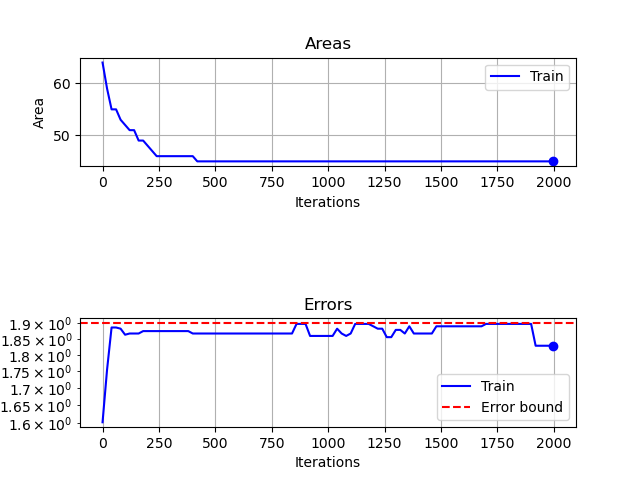 Areas
Area
60
50
Train
0 250 500 750 1000 1250 1500 1750 2000
Iterations
Errors
1.9 × 10⁰
1.85 × 10⁰
1.8 × 10⁰
1.75 × 10⁰
1.7 × 10⁰
1.65 × 10⁰
1.6 × 10⁰
Train
Error bound
0 250 500 750 1000 1250 1500 1750 2000
Iterations